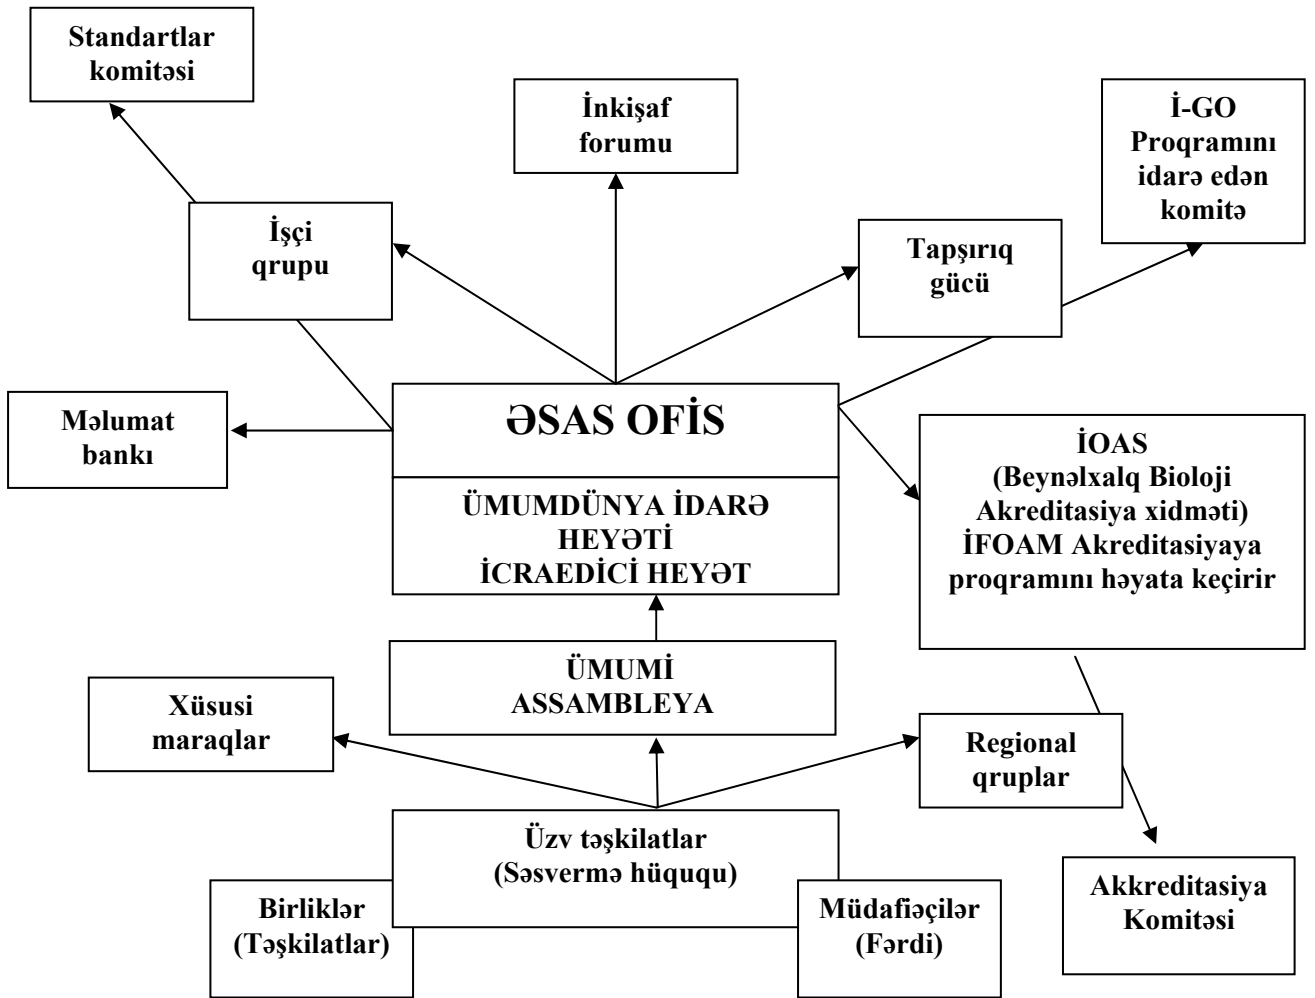 Standartlar
komitəsi
İnkişaf
forumu
İ-GO
Proqramını
idarə edən
komitə
İşçi
qrupu
Tapşırıq
gücü
Məlumat
bankı
ƏSAS OFİS
ÜMUMDÜNYA İDARƏ
HEYƏTİ
İCRAEDİCİ HEYƏT
İOAS
(Beynəlxalq Bioloji
Akreditasiya xidməti)
İFOAM Akreditasiyaya
proqramını həyata keçirir
ÜMUMİ
ASSAMBLEYA
Xüsusi
maraqlar
Regional
qruplar
Üzv təşkilatlar
(Səsvermə hüququ)
Birliklər
(Təşkilatlar)
Müdafiəçilər
(Fərdi)
Akkreditasiya
Komitəsi